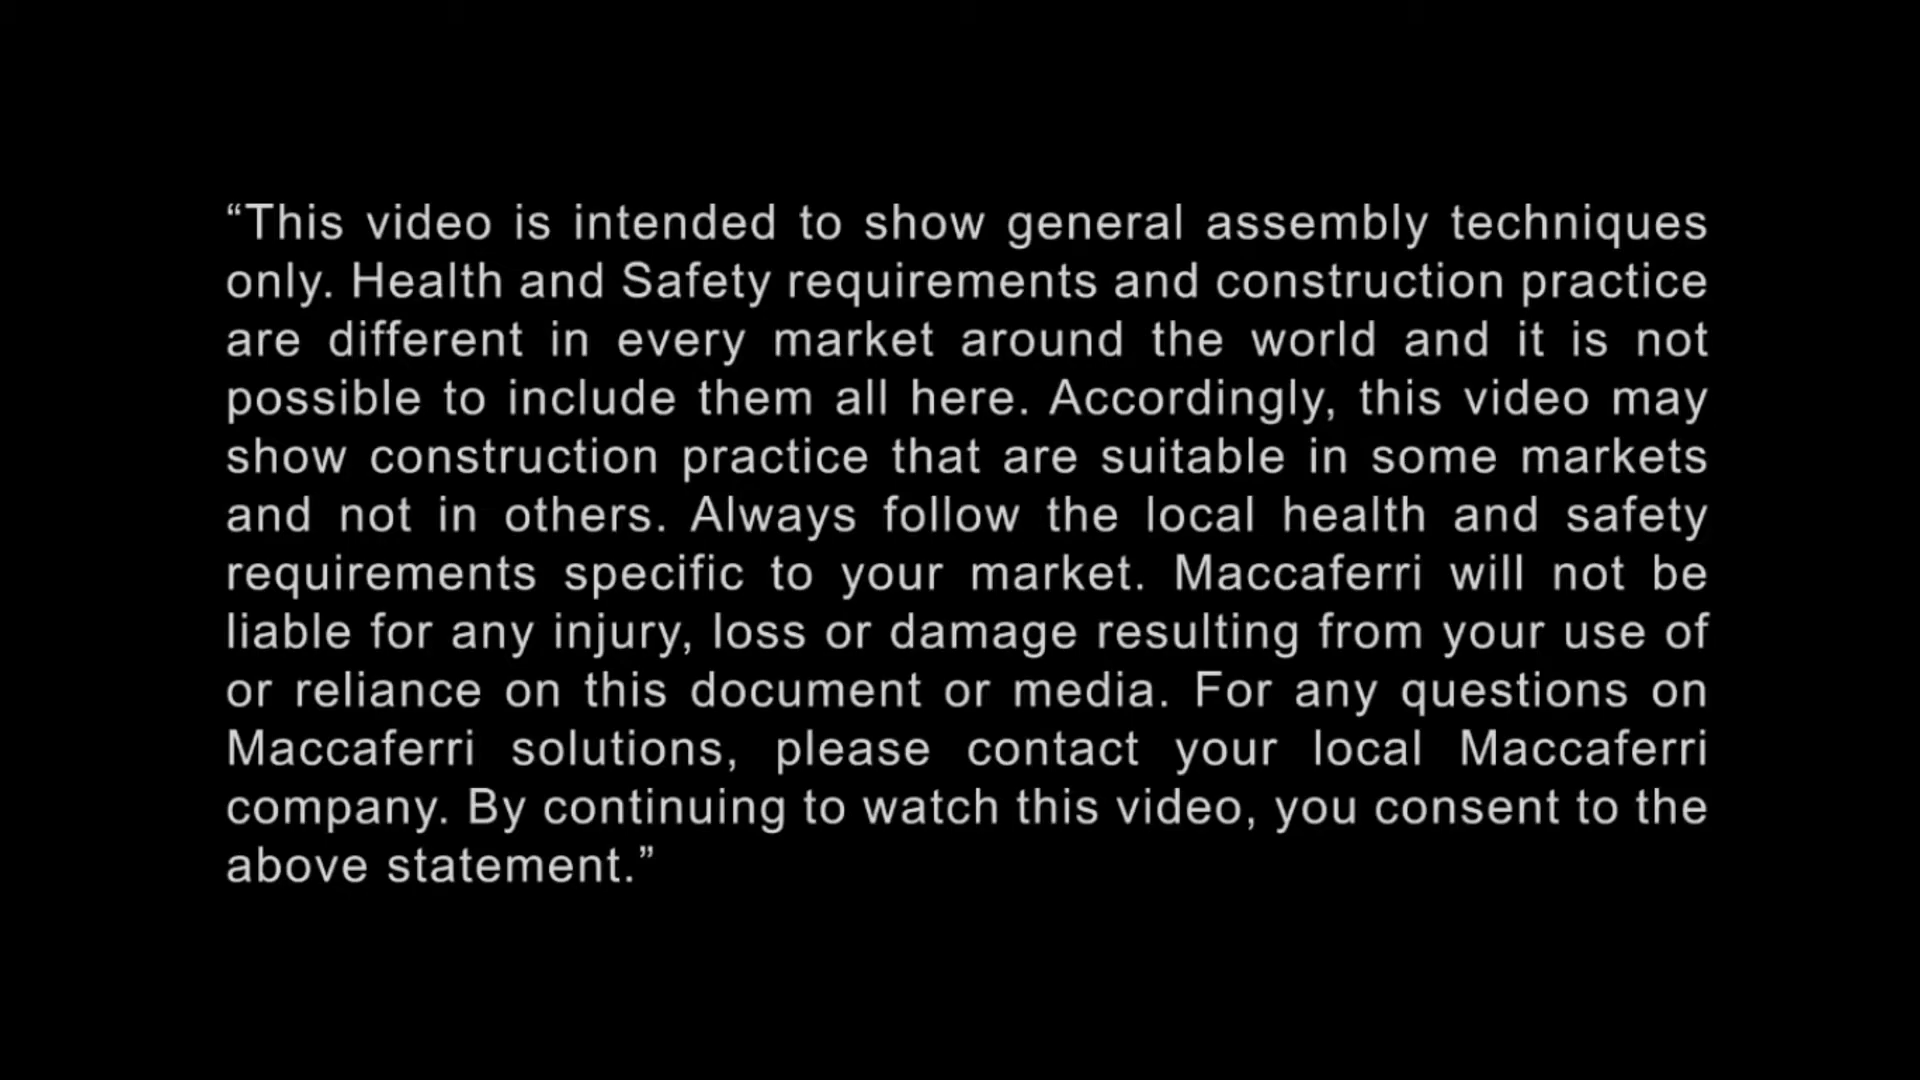 “This video is intended to show general assembly techniques
only. Health and Safety requirements and construction practice
are different in every market around the world and it is not
possible to include them all here. Accordingly, this video may
show construction practice that are suitable in some markets
and not in others. Always follow the local health and safety
requirements specific to your market. Maccaferri will not be
liable for any injury, loss or damage resulting from your use of
or reliance on this document or media. For any questions on
Maccaferri solutions, please contact your local Maccaferri
company. By continuing to watch this video, you consent to the
above statement.”